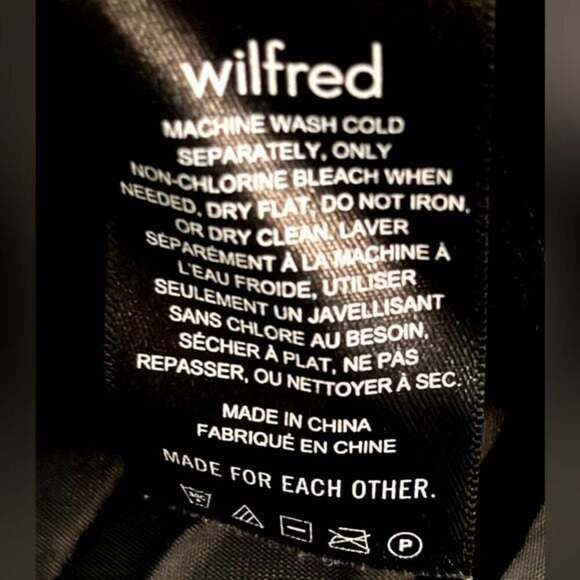 wilfred
MACHINE WASH COLD
SEPARATELY, ONLY
NON-CHLORINE BLEACH WHEN
NEEDED, DRY FLAT, DO NOT IRON,
OR DRY CLEAN. LAVER
SÉPARÉMENT À LA MACHINE À
L'EAU FROIDE, UTILISER
SEULEMENT UN JAVELLISANT
SANS CHLORE AU BESOIN,
SÉCHER À PLAT, NE PAS
REPASSER, OU NETTOYER À SEC.
MADE IN CHINA
FABRIQUÉ EN CHINE
MADE FOR EACH OTHER.
30C P